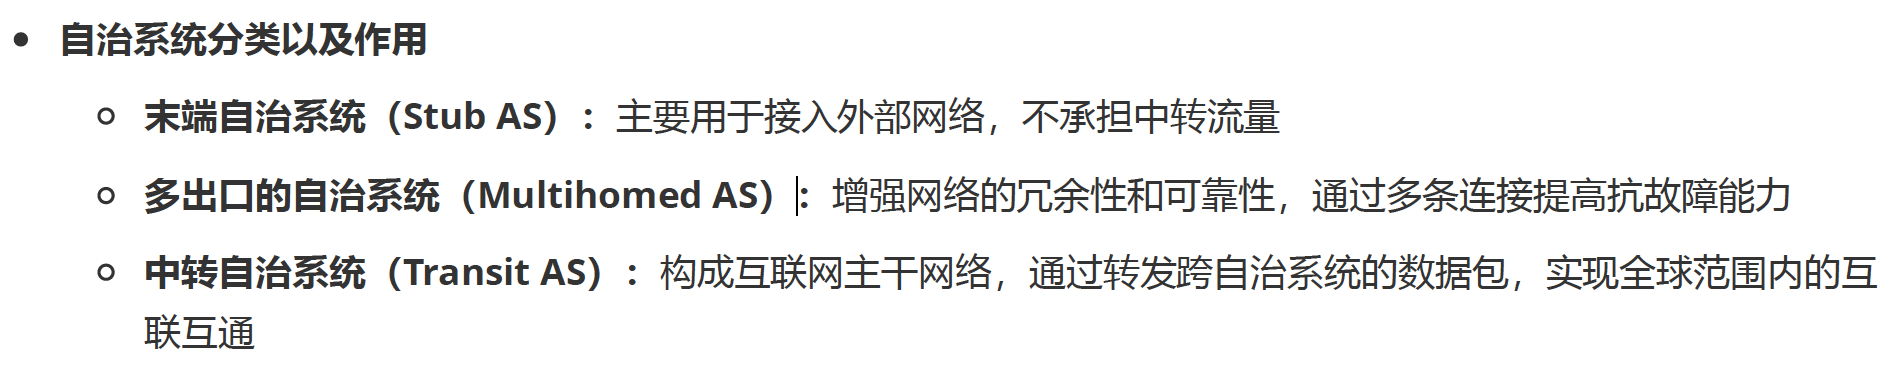 自治系统分类以及作用
末端自治系统（Stub AS）：主要用于接入外部网络，不承担中转流量
多出口的自治系统（Multihomed AS）：增强网络的冗余性和可靠性，通过多条连接提高抗故障能力
中转自治系统（Transit AS）：构成互联网主干网络，通过转发跨自治系统的数据包，实现全球范围内的互
联互通